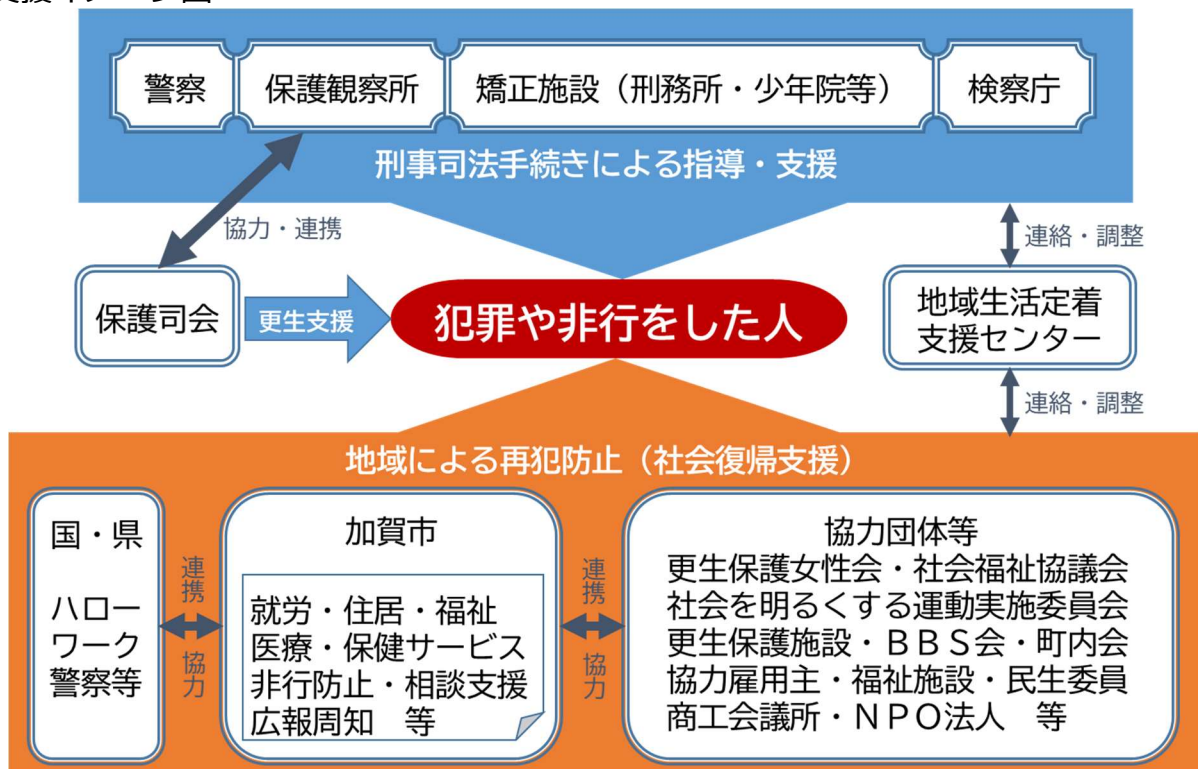 支援イメージ図
警察
保護観察所
矯正施設（刑務所・少年院等）
検察庁
刑事司法手続きによる指導・支援
協力・連携
連絡・調整
保護司会
更生支援
犯罪や非行をした人
地域生活定着
支援センター
連絡・調整
地域による再犯防止（社会復帰支援）
国・県
ハロー
ワーク
警察等
連携
協力
加賀市
就労・住居・福祉
医療・保健サービス
非行防止・相談支援
広報周知　等
連携
協力
協力団体等
更生保護女性会・社会福祉協議会
社会を明るくする運動実施委員会
更生保護施設・ＢＢＳ会・町内会
協力雇用主・福祉施設・民生委員
商工会議所・ＮＰＯ法人　等